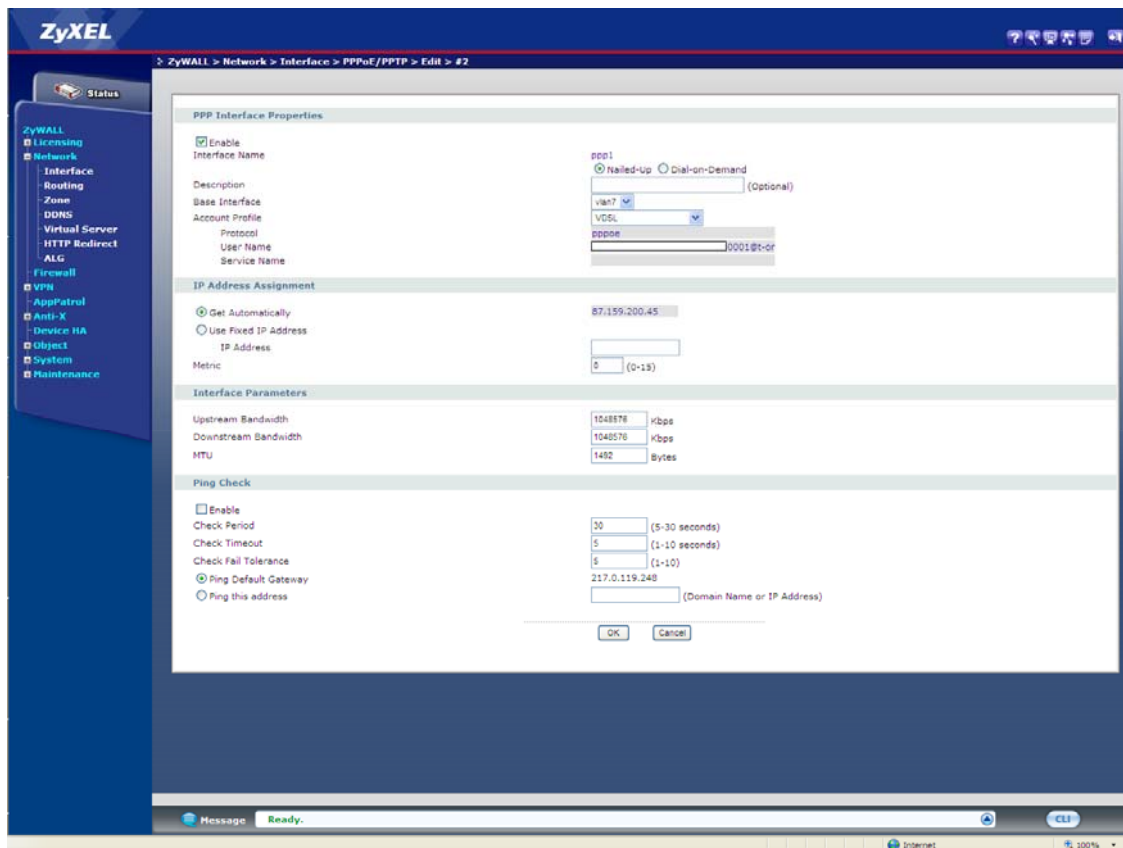 ZyXEL
ZyWALL > Network > Interface > PPPoE/PPTP > Edit > #2
Status
ZyWALL
Licensing
Network
Interface
Routing
Zone
DDNS
Virtual Server
HTTP Redirect
ALG
Firewall
VPN
AppPatrol
Anti-X
Device HA
Object
System
Maintenance
PPP Interface Properties
Enable
Interface Name ppp1
Nailed-Up Dial-on-Demand
Description (Optional)
Base Interface vlan7
Account Profile VDSL
Protocol pppoe
User Name 0001@t-or
Service Name
IP Address Assignment
Get Automatically 87.159.200.45
Use Fixed IP Address
IP Address
Metric 0 (0-15)
Interface Parameters
Upstream Bandwidth 1048576 Kbps
Downstream Bandwidth 1048576 Kbps
MTU 1492 Bytes
Ping Check
Enable
Check Period 30 (5-30 seconds)
Check Timeout 5 (1-10 seconds)
Check Fail Tolerance 5 (1-10)
Ping Default Gateway 217.0.119.248
Ping this address (Domain Name or IP Address)
OK Cancel
Message Ready. CLI
Internet 100%